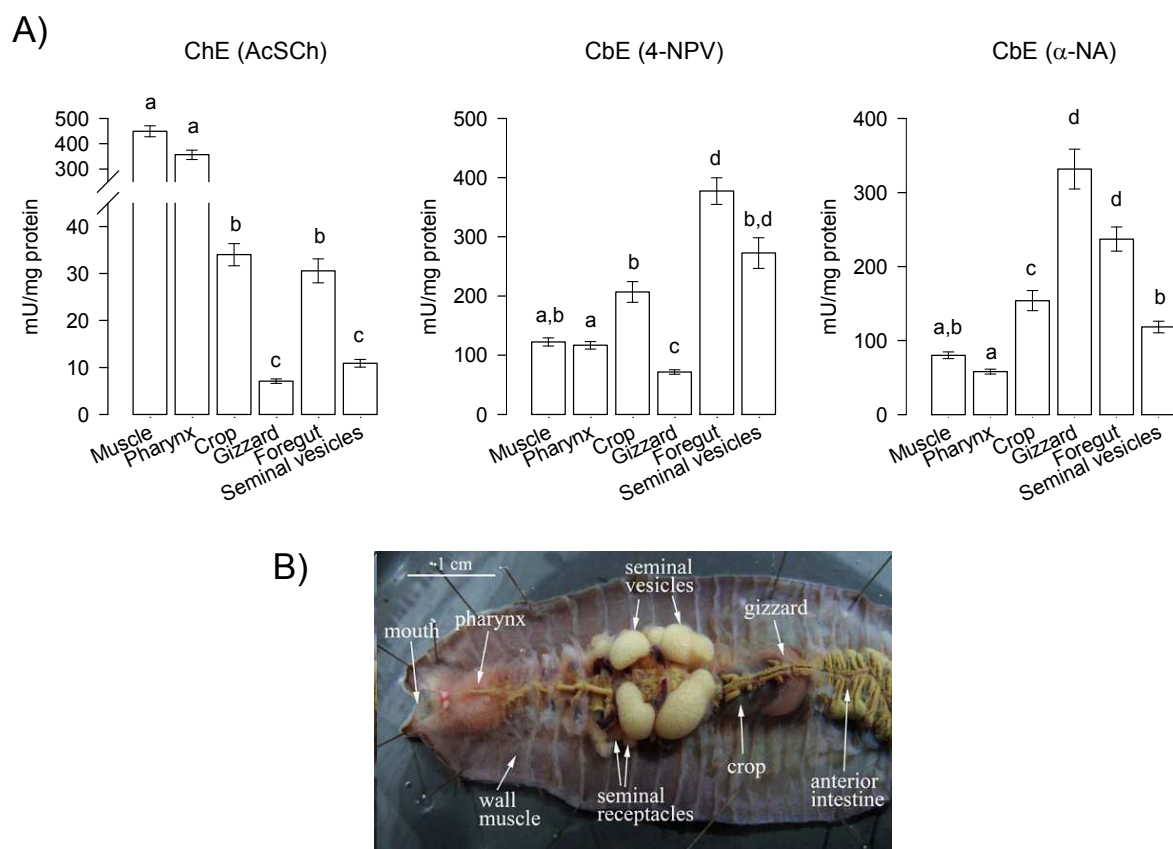 A)
ChE (AcSCh)
mU/mg protein
500
400
300
40
30
20
10
0
a
a
b
c
b
c
Muscle
Pharynx
Crop
Gizzard
Foregut
Seminal vesicles
CbE (4-NPV)
mU/mg protein
500
400
300
200
100
0
a,b
a
b
c
d
b,d
Muscle
Pharynx
Crop
Gizzard
Foregut
Seminal vesicles
CbE (α-NA)
mU/mg protein
400
300
200
100
0
a,b
a
c
d
d
b
Muscle
Pharynx
Crop
Gizzard
Foregut
Seminal vesicles
B)
1 cm
mouth
pharynx
seminal
vesicles
gizzard
wall
muscle
seminal
receptacles
crop
anterior
intestine